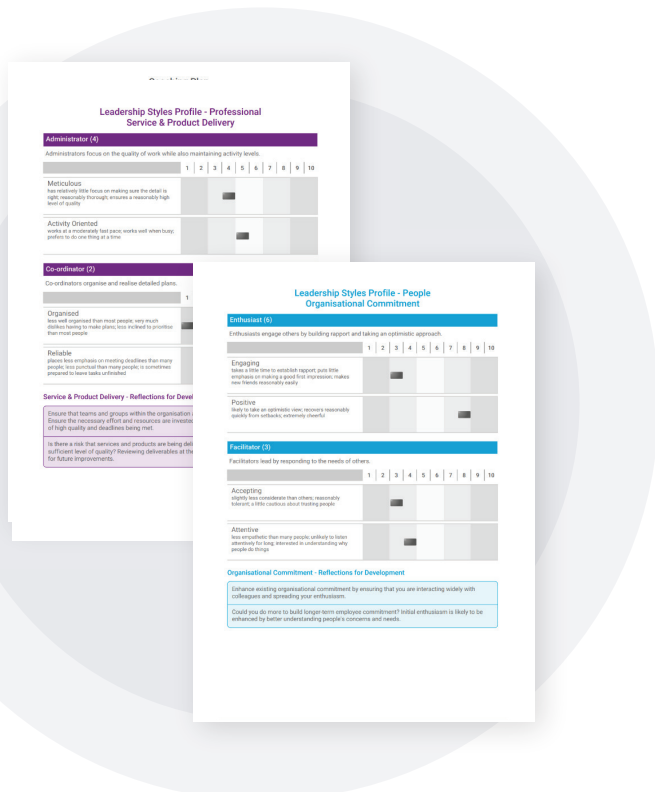 Leadership Styles Profile - Professional
Service & Product Delivery
Administrator (4)
Administrators focus on the quality of work while also maintaining activity levels.
1 2 3 4 5 6 7 8 9 10
Meticulous
has relatively little focus on making sure the detail is
right; reasonably thorough; ensures a reasonably high
level of quality
Activity Oriented
works at a moderately fast pace; works well when busy;
prefers to do one thing at a time
Co-ordinator (2)
Co-ordinators organise and realise detailed plans.
1
Organised
less well organised than most people; very much
dislikes having to make plans; less inclined to prioritise
than most people
Reliable
places less emphasis on meeting deadlines than many
people; less punctual than many people; is sometimes
prepared to leave tasks unfinished
Service & Product Delivery - Reflections for
Ensure that teams and groups within the organisation
Ensure the necessary effort and resources are
of high quality and deadlines being met.
Is there a risk that services and products are being
sufficient level of quality? Reviewing deliverables at
for future improvements.
Leadership Styles Profile - People
Organisational Commitment
Enthusiast (6)
Enthusiasts engage others by building rapport and taking an optimistic approach.
1 2 3 4 5 6 7 8 9 10
Engaging
takes a little time to establish rapport; puts little
emphasis on making a good first impression; makes
new friends reasonably easily
Positive
likely to take an optimistic view; recovers reasonably
quickly from setbacks; extremely cheerful
Facilitator (3)
Facilitators lead by responding to the needs of others.
1 2 3 4 5 6 7 8 9 10
Accepting
slightly less considerate than others; reasonably
tolerant; a little cautious about trusting people
Attentive
less empathetic than many people; unlikely to listen
attentively for long; interested in understanding why
people do things
Organisational Commitment - Reflections for Development
Enhance existing organisational commitment by ensuring that you are interacting widely with
colleagues and spreading your enthusiasm.
Could you do more to build longer-term employee commitment? Initial enthusiasm is likely to be
enhanced by better understanding people's concerns and needs.